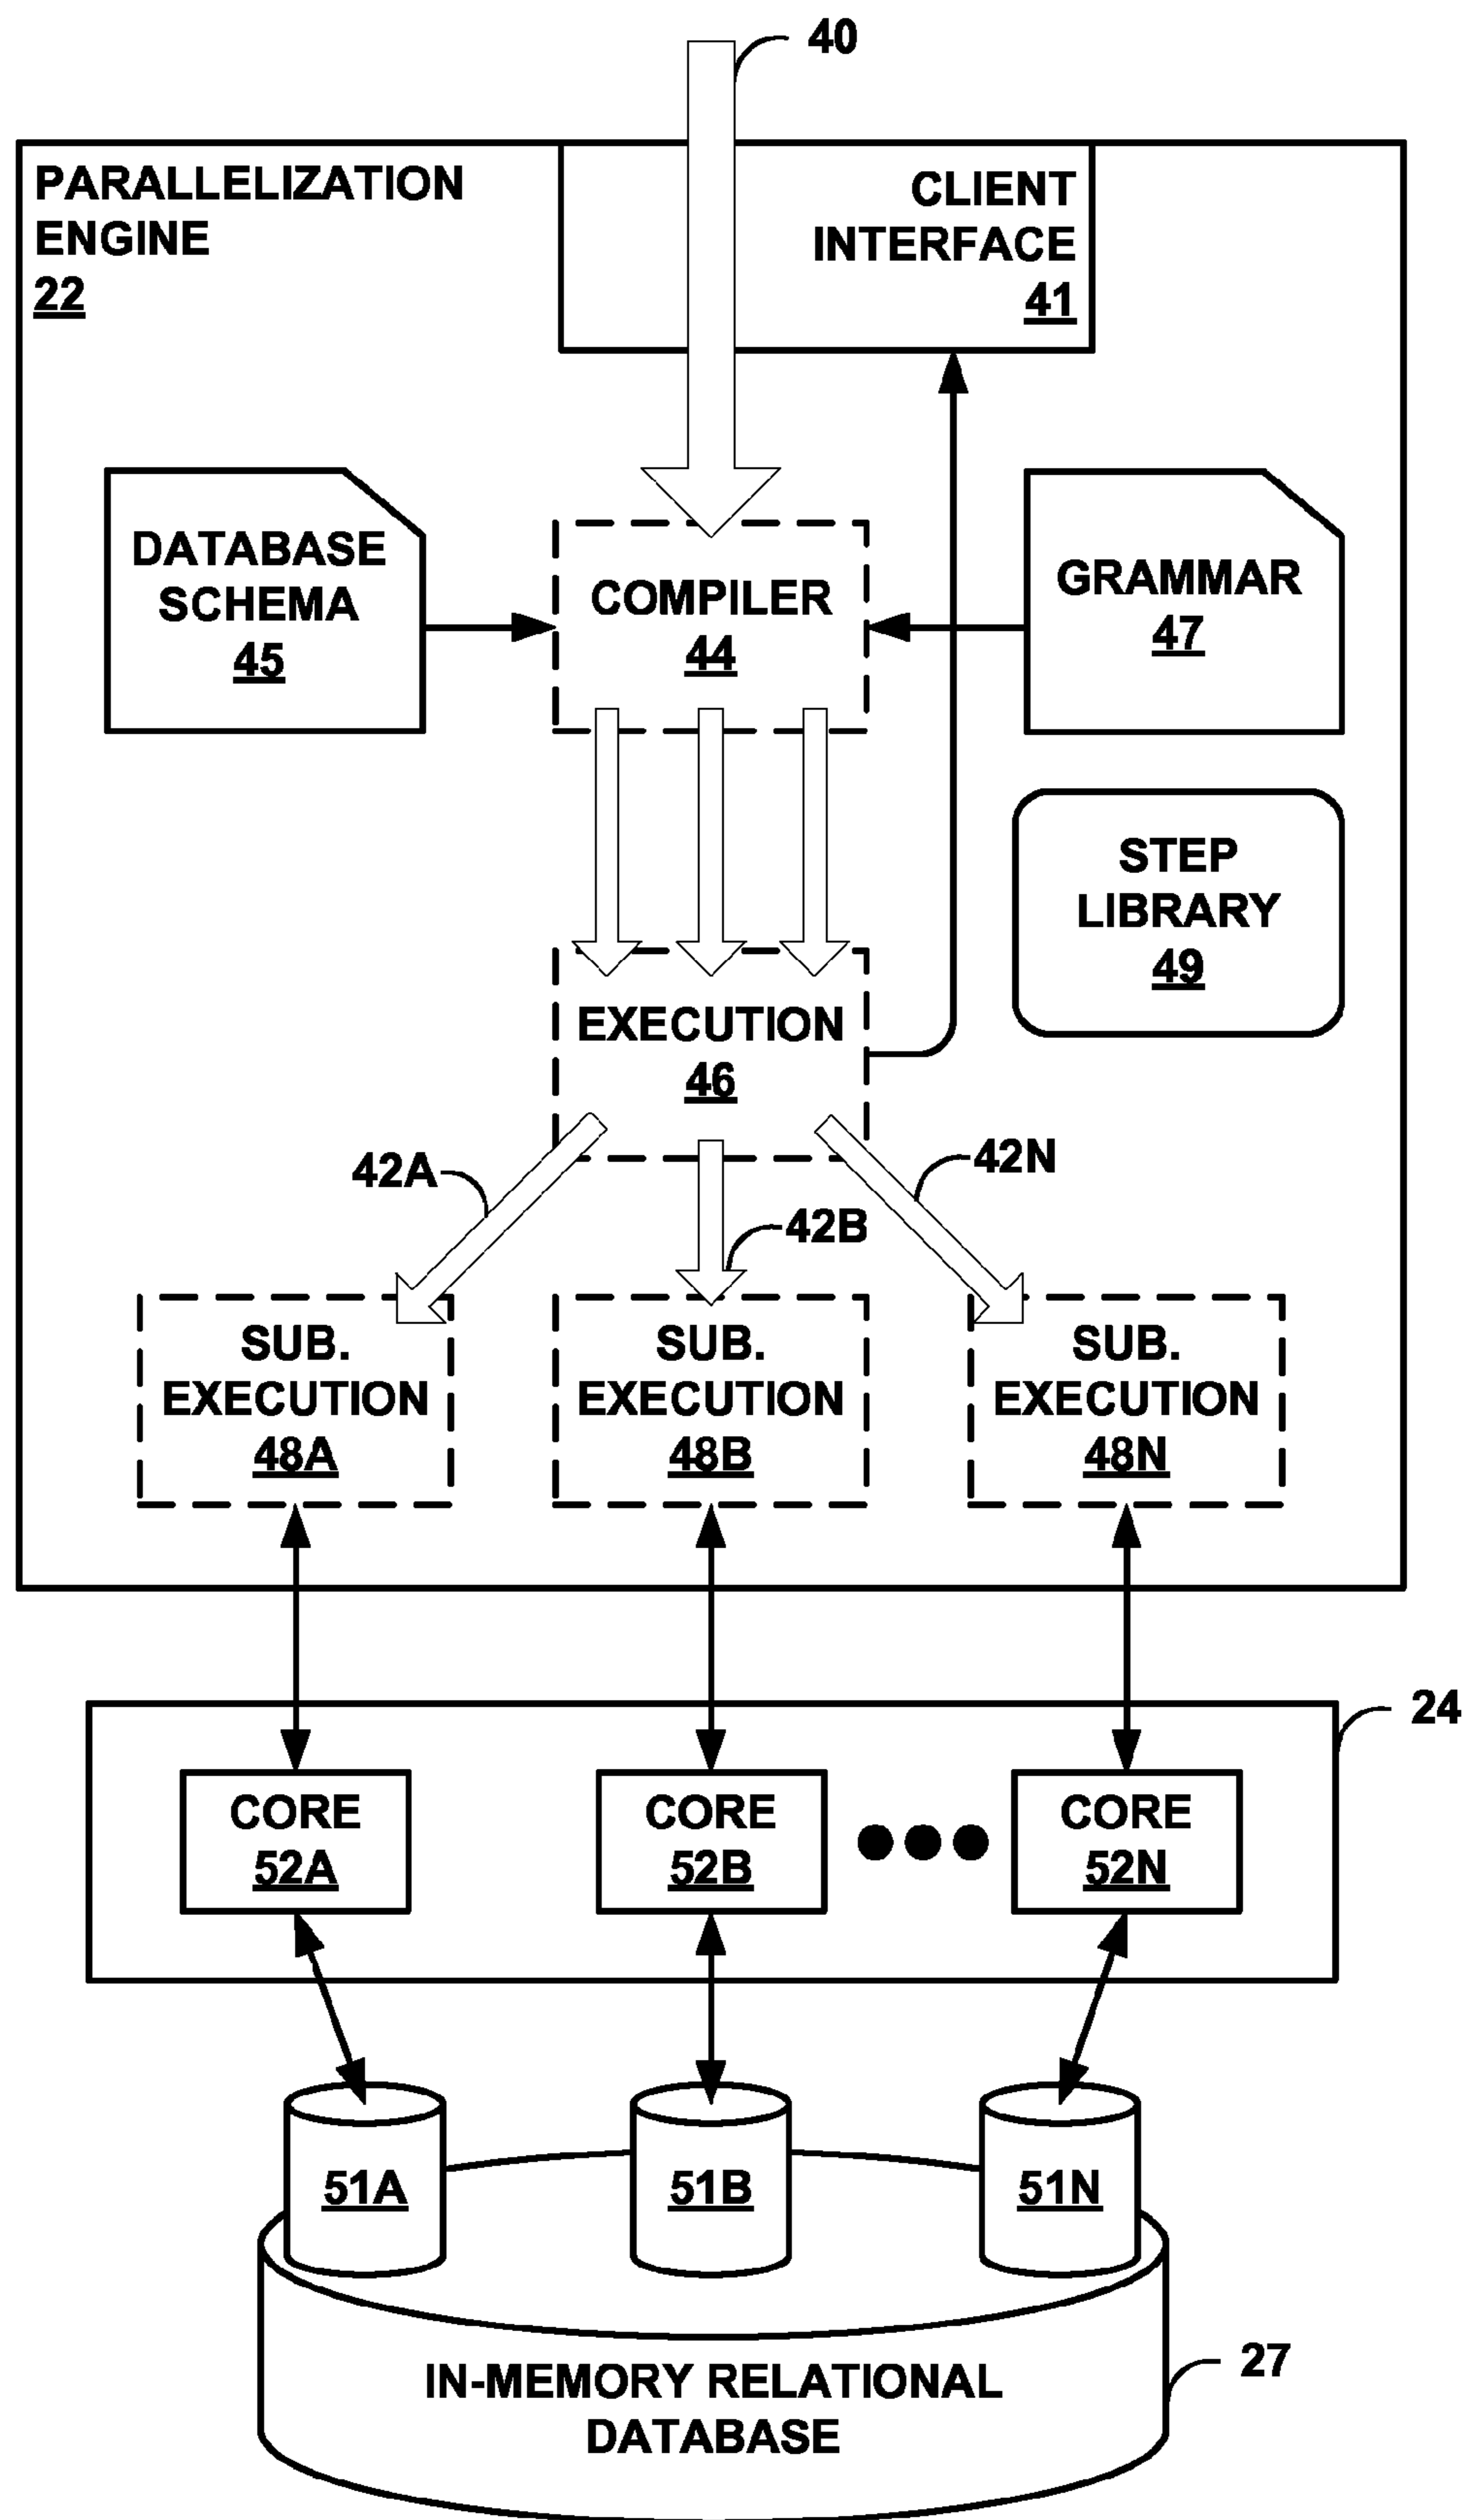 40
PARALLELIZATION
ENGINE
22
CLIENT
INTERFACE
41
DATABASE
SCHEMA
45
COMPILER
44
GRAMMAR
47
STEP
LIBRARY
49
EXECUTION
46
42A
42B
42N
SUB.
EXECUTION
48A
SUB.
EXECUTION
48B
SUB.
EXECUTION
48N
24
CORE
52A
CORE
52B
CORE
52N
51A
51B
51N
27
IN-MEMORY RELATIONAL
DATABASE